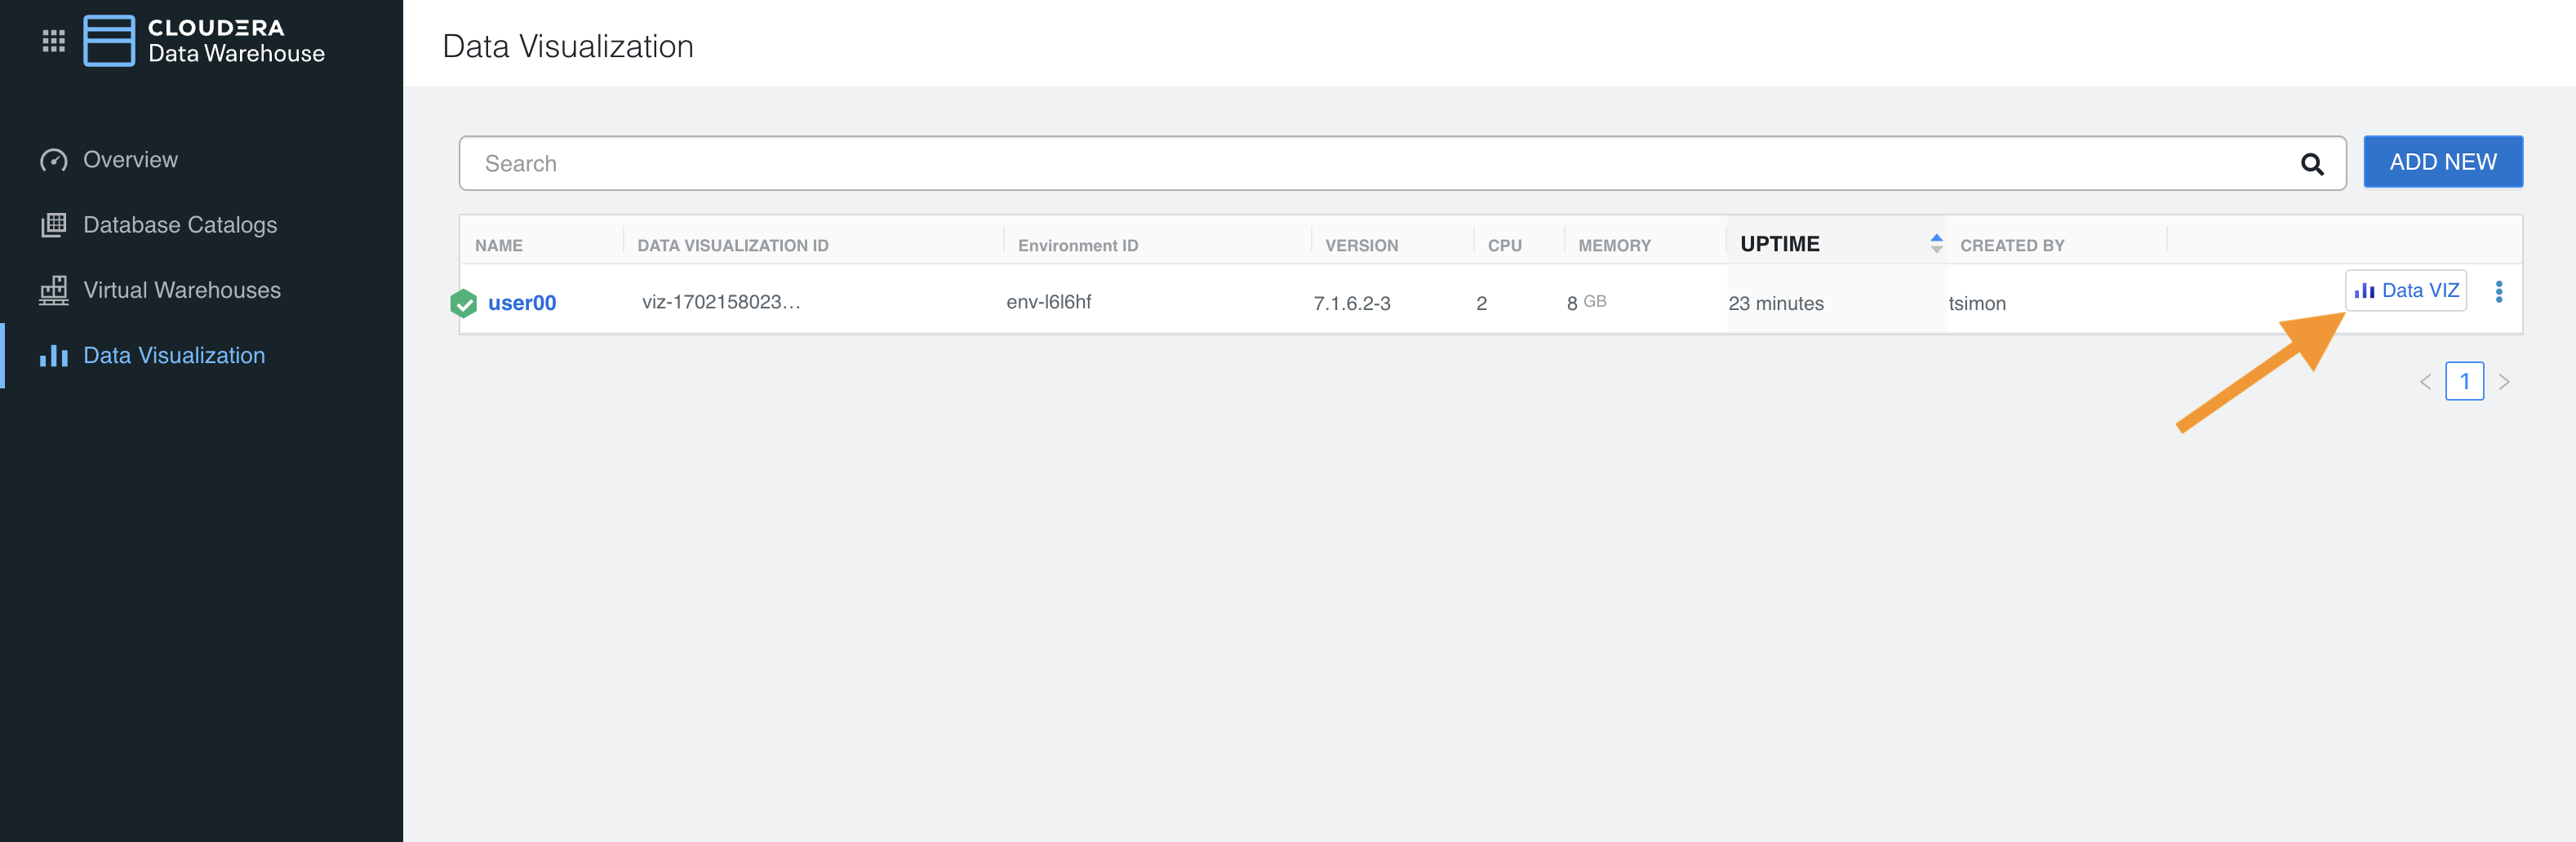 CLOUDERA
Data Warehouse
Overview
Database Catalogs
Virtual Warehouses
Data Visualization
Data Visualization
Search
ADD NEW
NAME DATA VISUALIZATION ID Environment ID VERSION CPU MEMORY UPTIME CREATED BY
user00 viz-1702158023... env-l6l6hf 7.1.6.2-3 2 8 GB 23 minutes tsimon Data VIZ
< 1 >